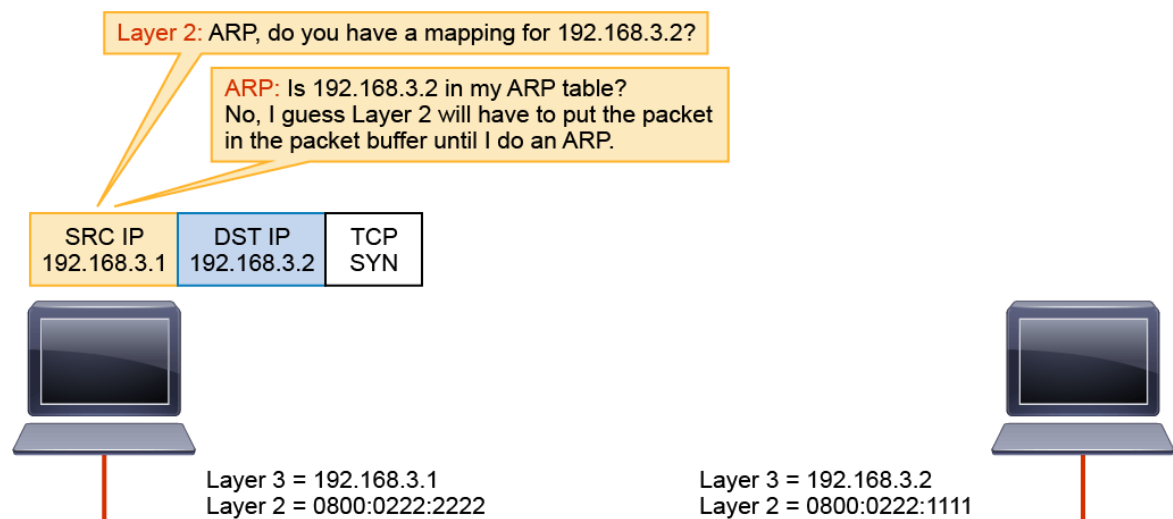 Layer 2: ARP, do you have a mapping for 192.168.3.2?
ARP: Is 192.168.3.2 in my ARP table?
No, I guess Layer 2 will have to put the packet
in the packet buffer until I do an ARP.
SRC IP
192.168.3.1
DST IP
192.168.3.2
TCP
SYN
Layer 3 = 192.168.3.1
Layer 2 = 0800:0222:2222
Layer 3 = 192.168.3.2
Layer 2 = 0800:0222:1111